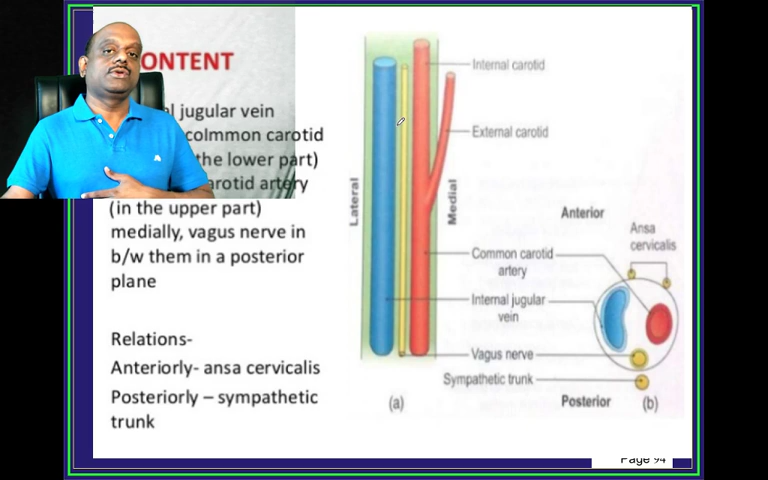 ONTENT
al jugular vein
colmmon carotid
the lower part)
arotid artery
(in the upper part)
medially, vagus nerve in
b/w them in a posterior
plane
Relations-
Anteriorly- ansa cervicalis
Posteriorly – sympathetic
trunk
Internal carotid
External carotid
Lateral
Medial
Anterior
Ansa
cervicalis
Common carotid
artery
Internal jugular
vein
Vagus nerve
Sympathetic trunk
(a)
Posterior
(b)
Page 94